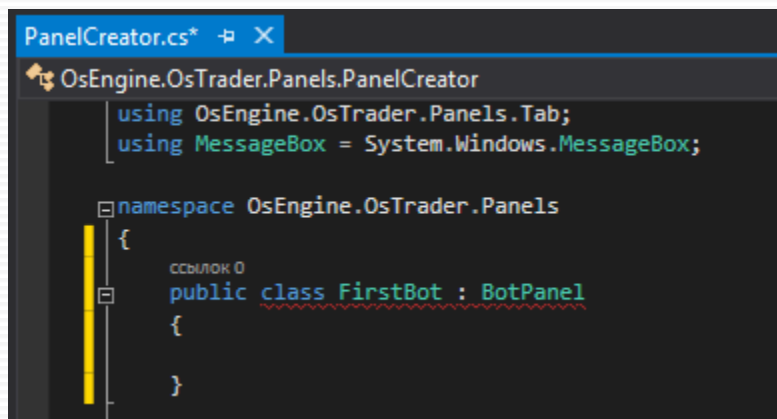 PanelCreator.cs*
OsEngine.OsTrader.Panels.PanelCreator
using OsEngine.OsTrader.Panels.Tab;
using MessageBox = System.Windows.MessageBox;
namespace OsEngine.OsTrader.Panels
{
ссылок 0
public class FirstBot : BotPanel
{
}